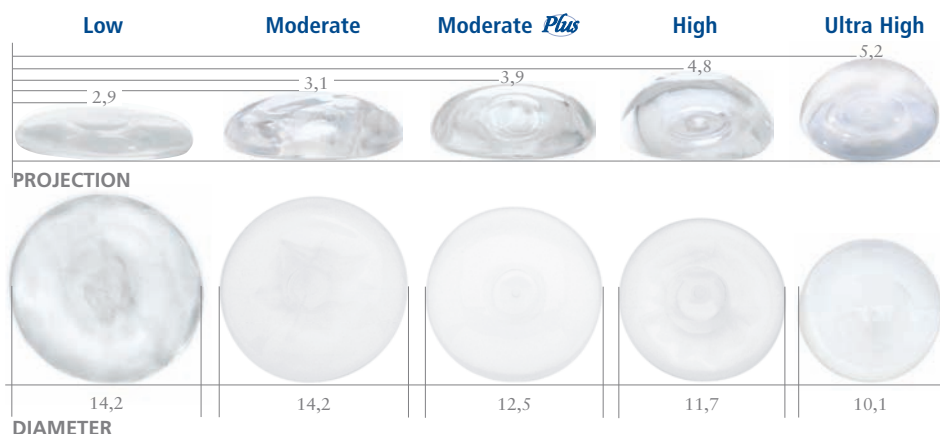 Low Moderate Moderate Plus High Ultra High
5,2
4,8
3,9
3,1
2,9
PROJECTION
14,2 14,2 12,5 11,7 10,1
DIAMETER